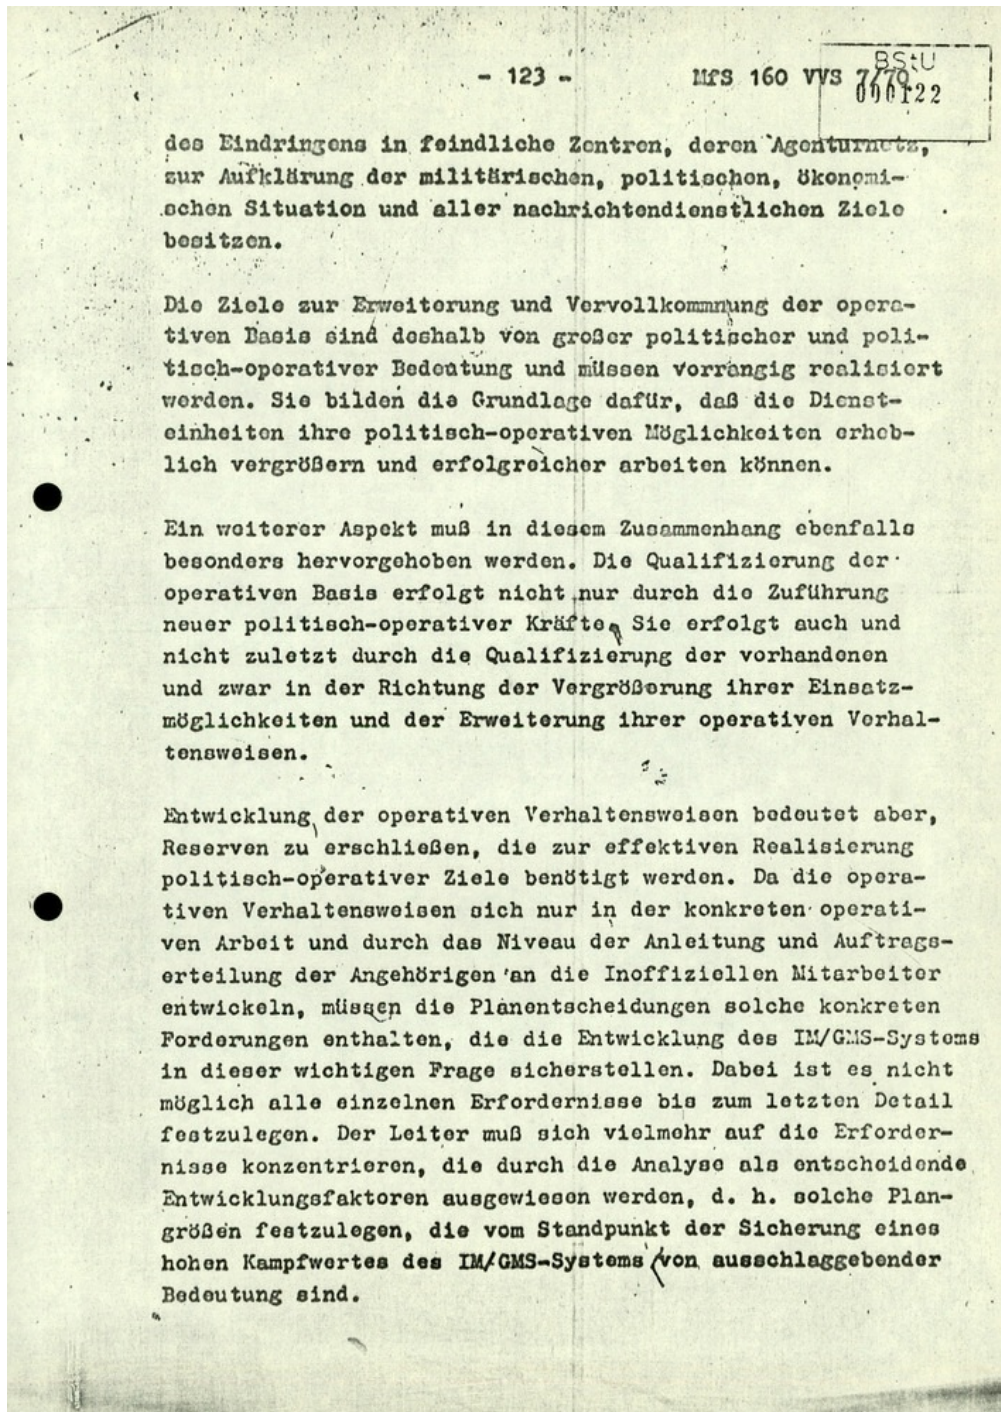 - 123 -
MfS 160 VVS 7/70
BStU
000122
des Eindringens in feindliche Zentren, deren Agenturnetz,
zur Aufklärung der militärischen, politischen, ökonomi-
schen Situation und aller nachrichtendienstlichen Ziele
besitzen.
Die Ziele zur Erweiterung und Vervollkommnung der opera-
tiven Basis sind deshalb von großer politischer und poli-
tisch-operativer Bedeutung und müssen vorrangig realisiert
werden. Sie bilden die Grundlage dafür, daß die Dienst-
einheiten ihre politisch-operativen Möglichkeiten erheb-
lich vergrößern und erfolgreicher arbeiten können.
Ein weiterer Aspekt muß in diesem Zusammenhang ebenfalls
besonders hervorgehoben werden. Die Qualifizierung der
operativen Basis erfolgt nicht nur durch die Zuführung
neuer politisch-operativer Kräfte. Sie erfolgt auch und
nicht zuletzt durch die Qualifizierung der vorhandenen
und zwar in der Richtung der Vergrößerung ihrer Einsatz-
möglichkeiten und der Erweiterung ihrer operativen Verhal-
tensweisen.
Entwicklung der operativen Verhaltensweisen bedeutet aber,
Reserven zu erschließen, die zur effektiven Realisierung
politisch-operativer Ziele benötigt werden. Da die opera-
tiven Verhaltensweisen sich nur in der konkreten operati-
ven Arbeit und durch das Niveau der Anleitung und Auftrags-
erteilung der Angehörigen an die Inoffiziellen Mitarbeiter
entwickeln, müssen die Planentscheidungen solche konkreten
Forderungen enthalten, die die Entwicklung des IM/GMS-Systems
in dieser wichtigen Frage sicherstellen. Dabei ist es nicht
möglich alle einzelnen Erfordernisse bis zum letzten Detail
festzulegen. Der Leiter muß sich vielmehr auf die Erforder-
nisse konzentrieren, die durch die Analyse als entscheidende
Entwicklungsfaktoren ausgewiesen werden, d. h. solche Plan-
größen festzulegen, die vom Standpunkt der Sicherung eines
hohen Kampfwertes des IM/GMS-Systems von ausschlaggebender
Bedeutung sind.